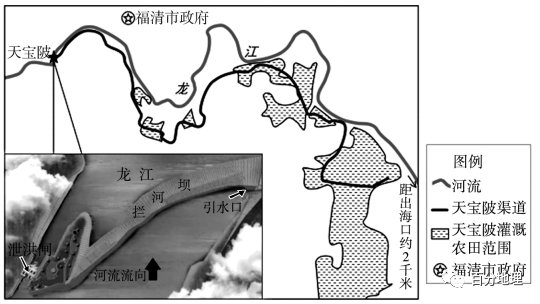 福清市政府
天宝陂
龙
江
龙江
拦河坝
引水口
泄洪闸
河流流向
距出海口约2千米
图例
河流
天宝陂渠道
天宝陂灌溉
农田范围
福清市政府
百分地理